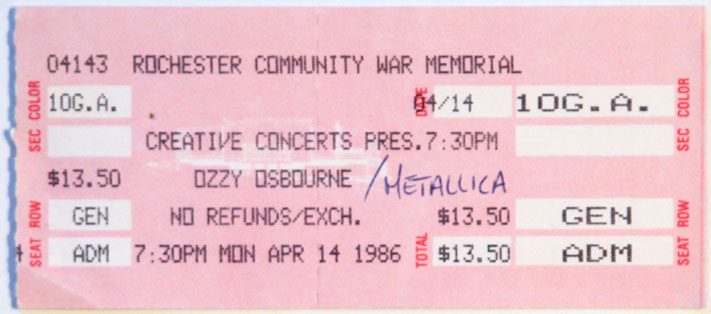 04143 ROCHESTER COMMUNITY WAR MEMORIAL
COLOR 10G.A. DATE 04/14 10G.A. COLOR
SEC CREATIVE CONCERTS PRES. 7:30PM SEC
$13.50 OZZY OSBOURNE /METALLICA
ROW GEN NO REFUNDS/EXCH. $13.50 GEN ROW
SEAT ADM 7:30PM MON APR 14 1986 TOTAL $13.50 ADM SEAT